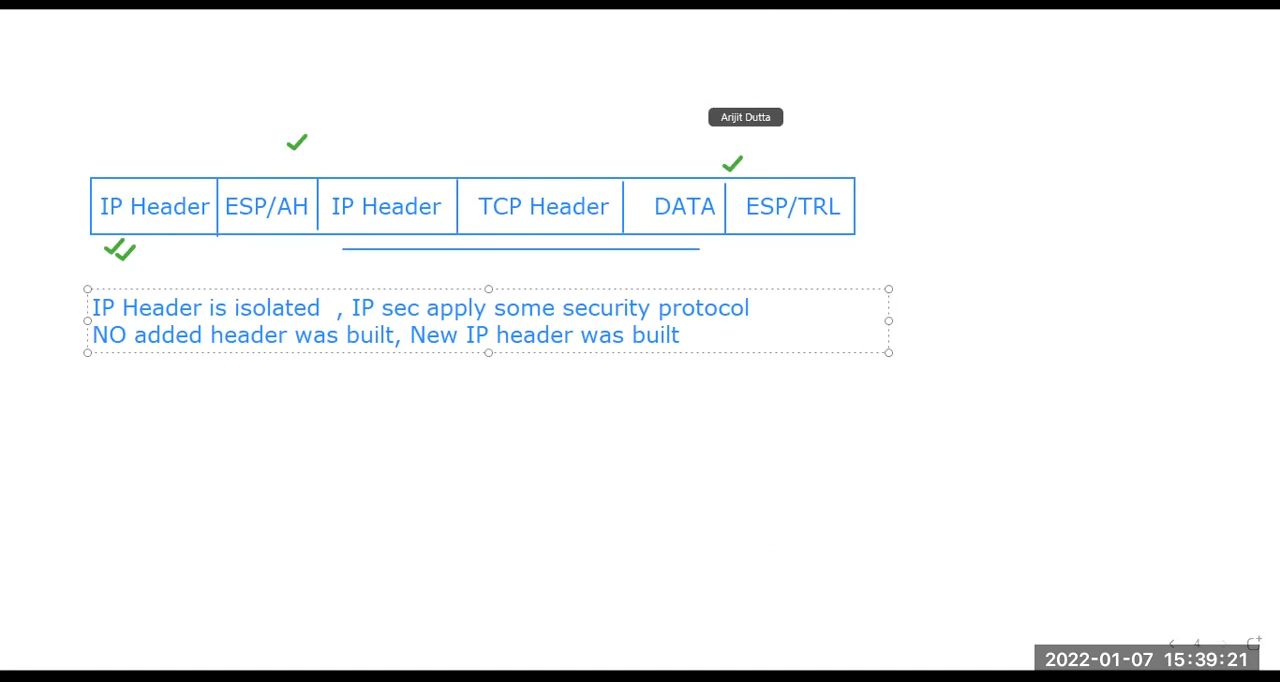 Arijit Dutta
IP Header ESP/AH IP Header TCP Header DATA ESP/TRL
IP Header is isolated , IP sec apply some security protocol
NO added header was built, New IP header was built
4
2022-01-07 15:39:21